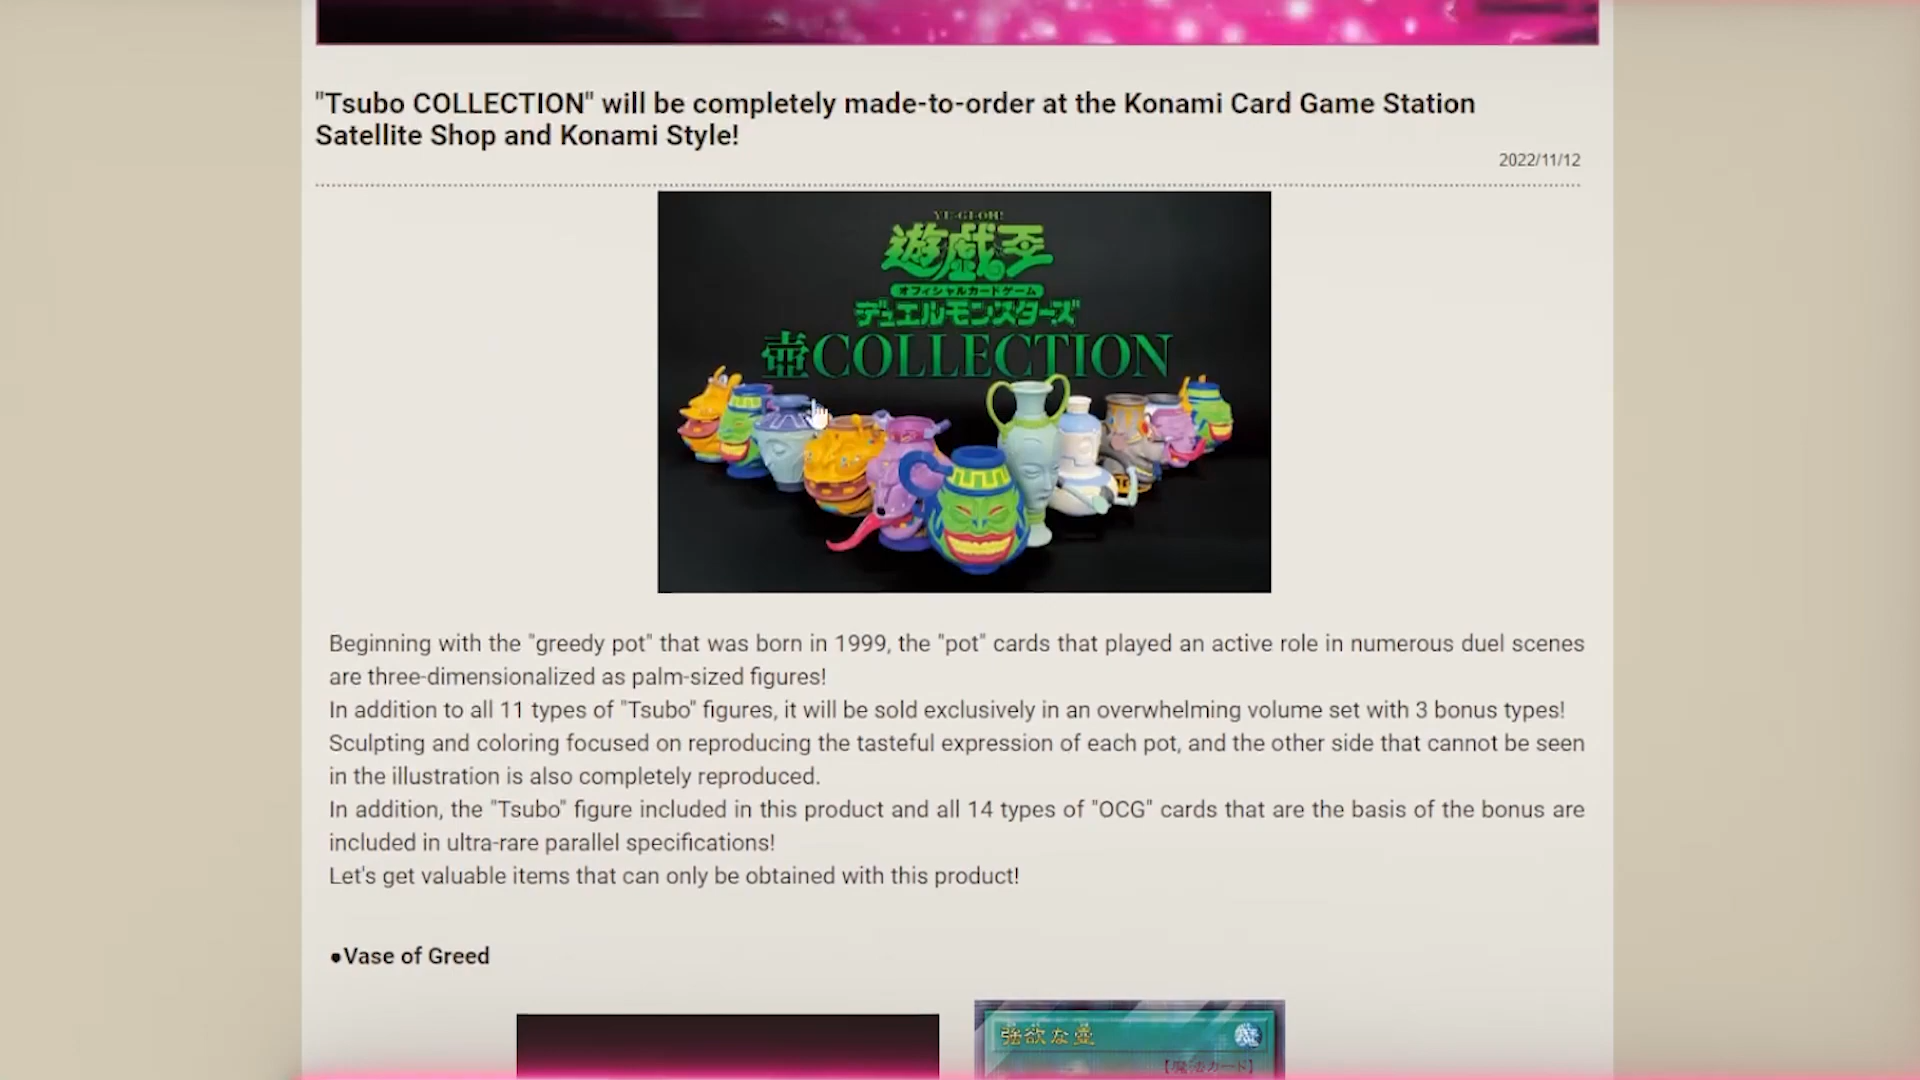 "Tsubo COLLECTION" will be completely made-to-order at the Konami Card Game Station
Satellite Shop and Konami Style!
2022/11/12
YU-GI-OH!
遊戯王
オフィシャルカードゲーム
デュエルモンスターズ
壺COLLECTION
Beginning with the "greedy pot" that was born in 1999, the "pot" cards that played an active role in numerous duel scenes
are three-dimensionalized as palm-sized figures!
In addition to all 11 types of "Tsubo" figures, it will be sold exclusively in an overwhelming volume set with 3 bonus types!
Sculpting and coloring focused on reproducing the tasteful expression of each pot, and the other side that cannot be seen
in the illustration is also completely reproduced.
In addition, the "Tsubo" figure included in this product and all 14 types of "OCG" cards that are the basis of the bonus are
included in ultra-rare parallel specifications!
Let's get valuable items that can only be obtained with this product!
●Vase of Greed
強欲な壺
魔
【魔法カード】